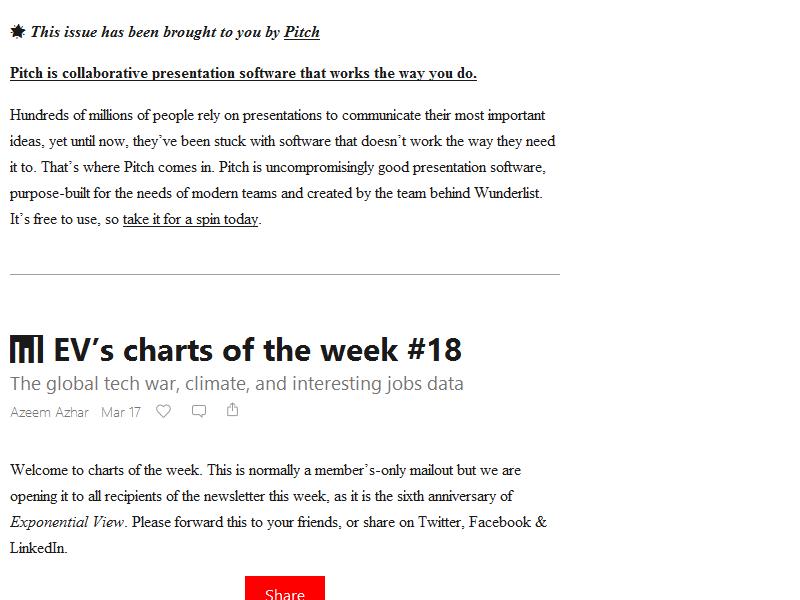 This issue has been brought to you by Pitch
Pitch is collaborative presentation software that works the way you do.
Hundreds of millions of people rely on presentations to communicate their most important
ideas, yet until now, they’ve been stuck with software that doesn’t work the way they need
it to. That’s where Pitch comes in. Pitch is uncompromisingly good presentation software,
purpose-built for the needs of modern teams and created by the team behind Wunderlist.
It’s free to use, so take it for a spin today.
EV’s charts of the week #18
The global tech war, climate, and interesting jobs data
Azeem Azhar Mar 17
Welcome to charts of the week. This is normally a member’s-only mailout but we are
opening it to all recipients of the newsletter this week, as it is the sixth anniversary of
Exponential View. Please forward this to your friends, or share on Twitter, Facebook &
LinkedIn.
Share